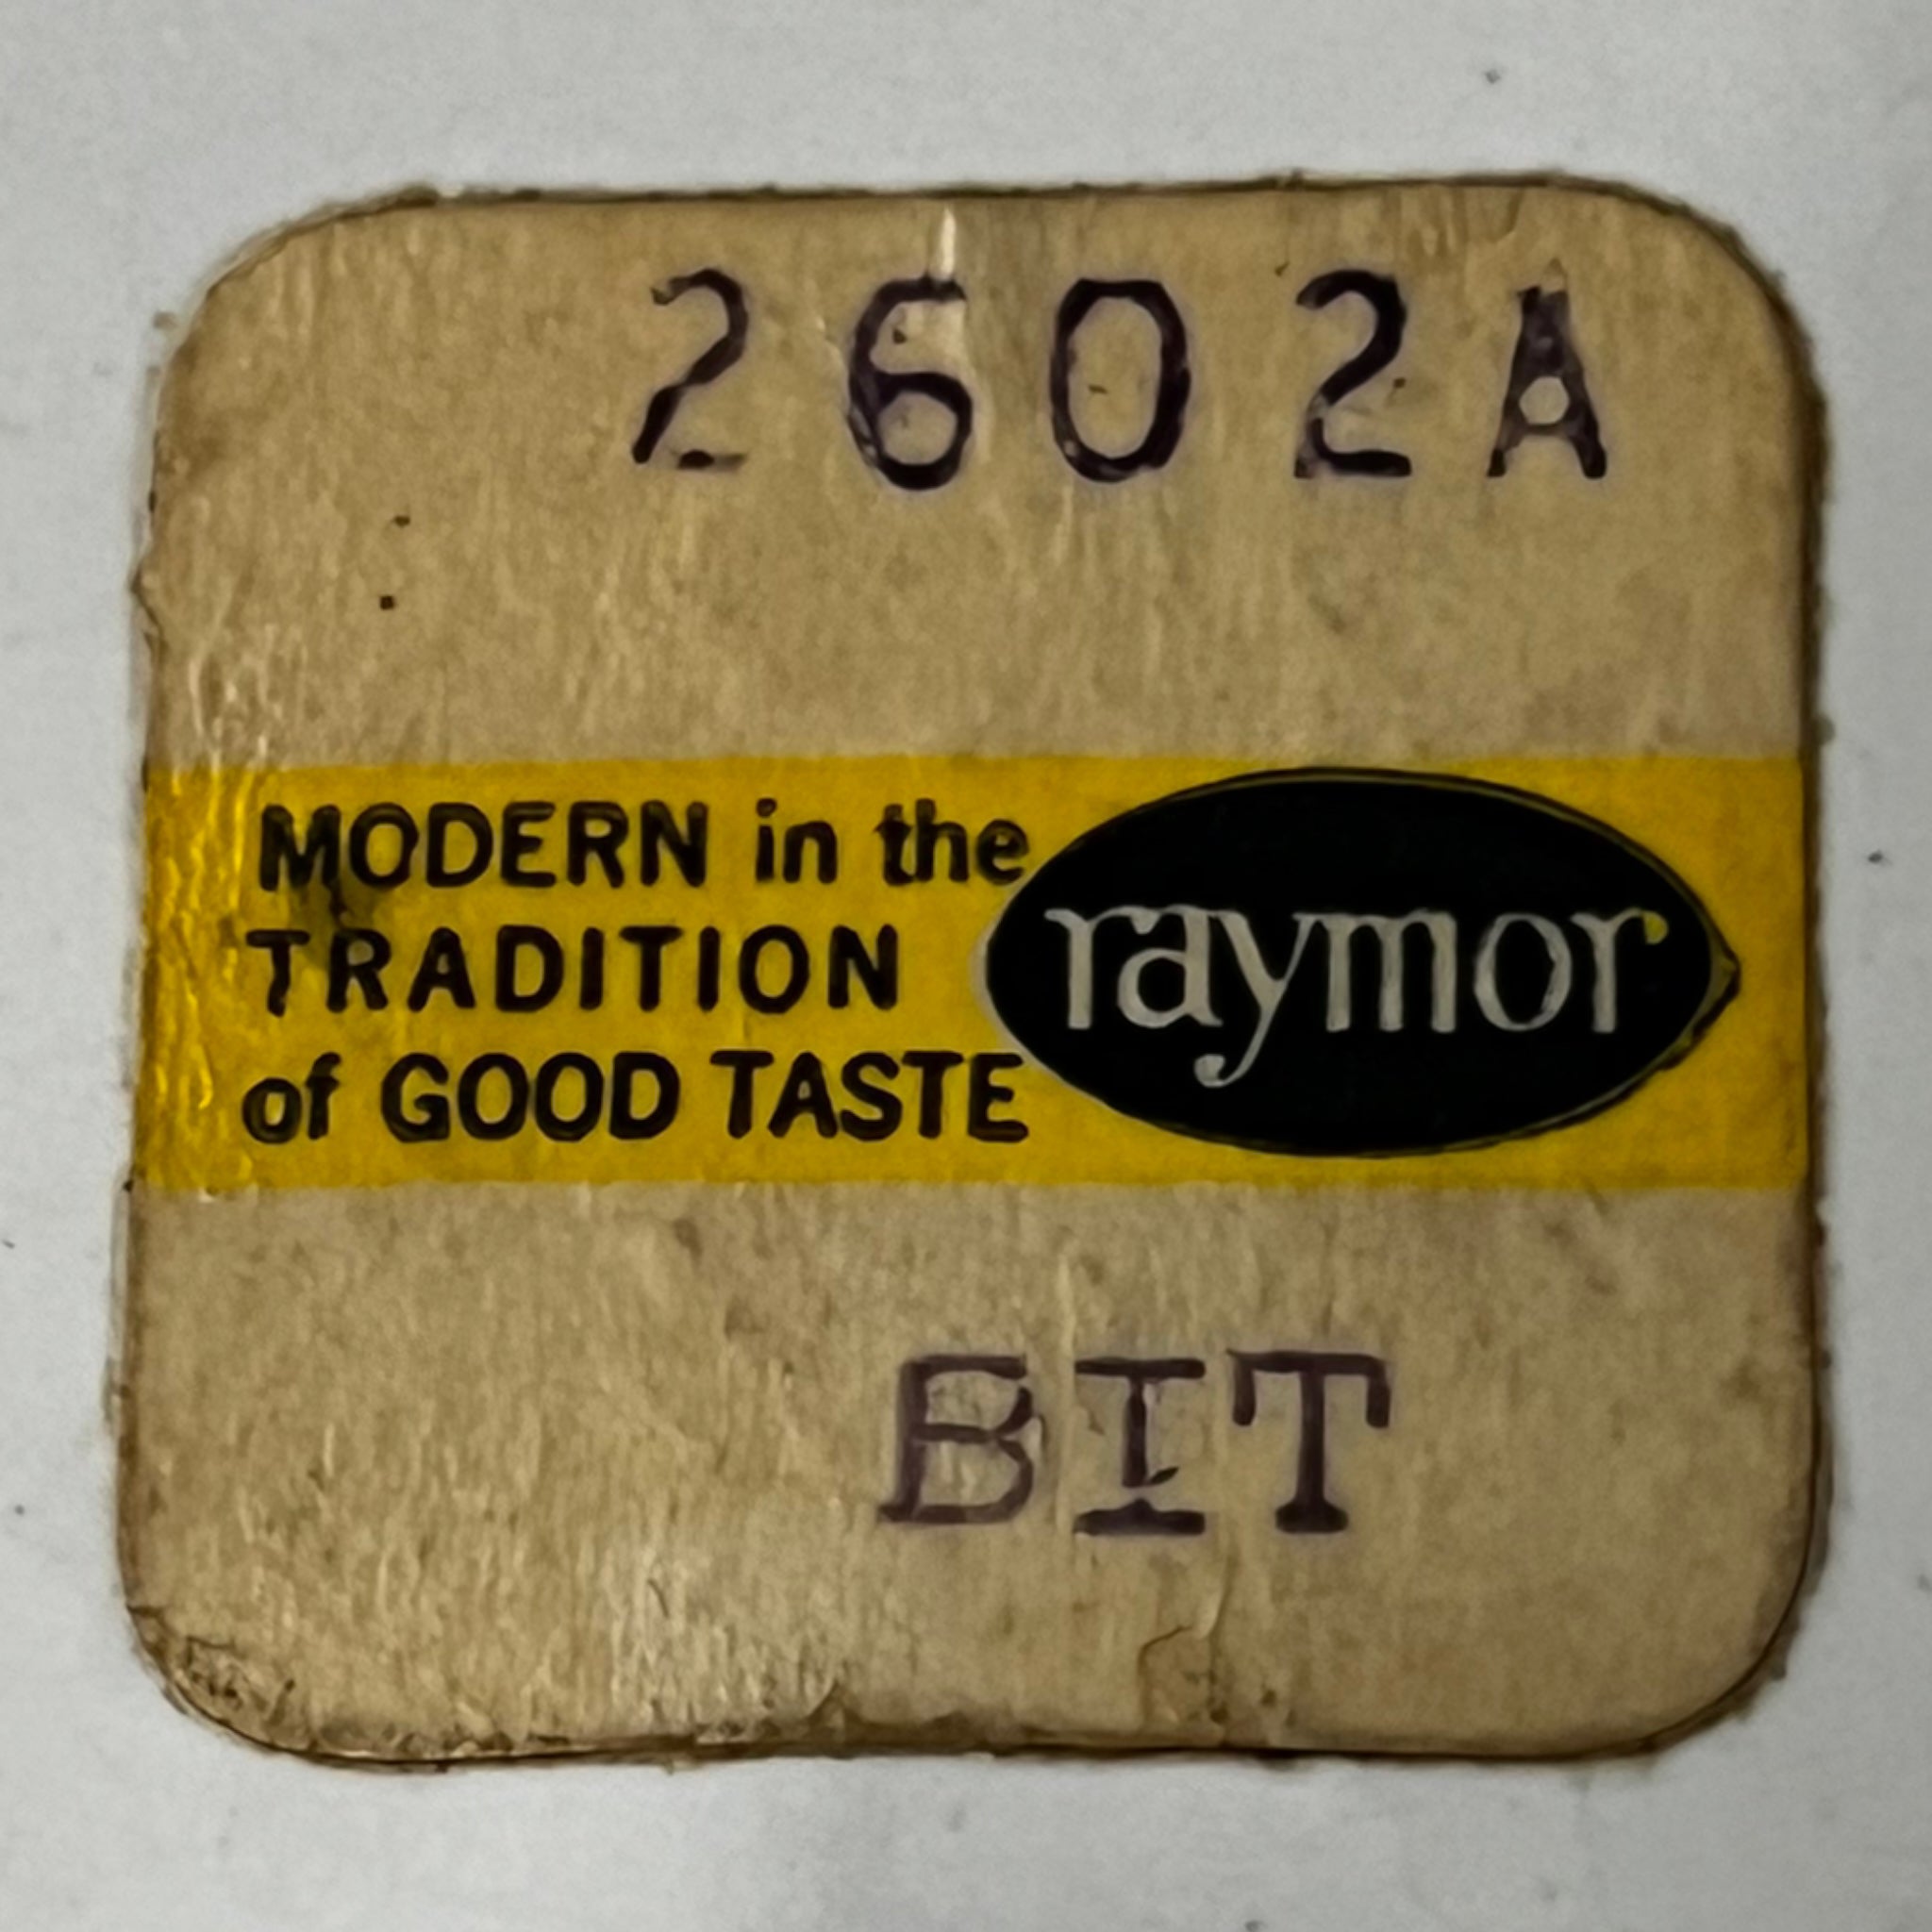 2602A
MODERN in the
TRADITION
of GOOD TASTE
raymor
BIT